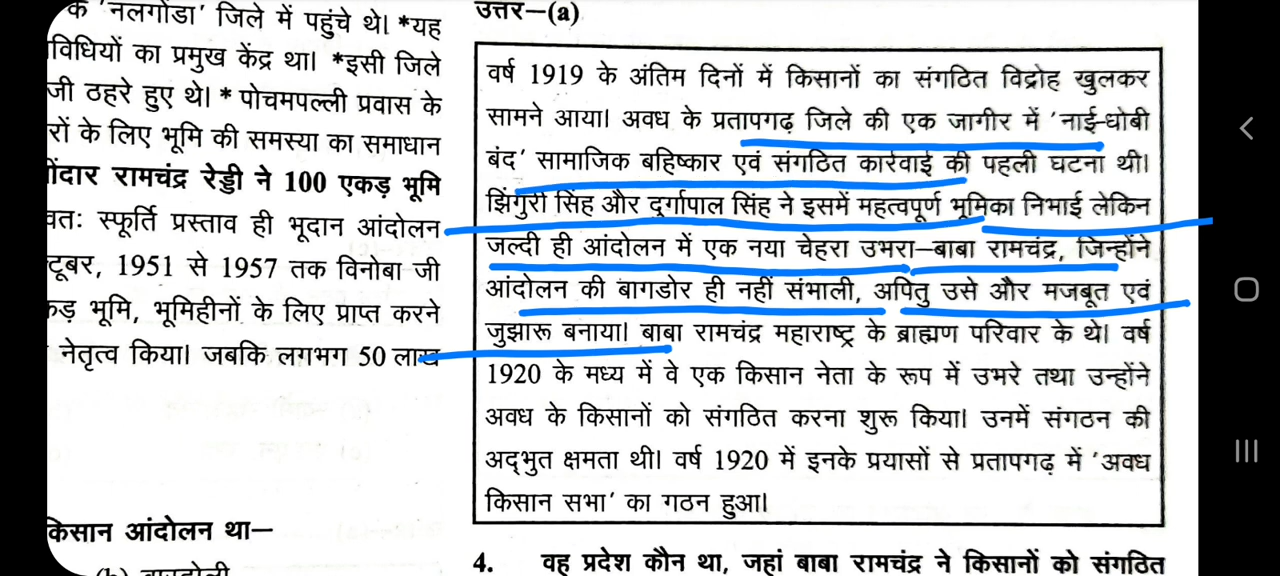 के 'नलगोंडा' जिले में पहुंचे थे। *यह
विधियों का प्रमुख केंद्र था। *इसी जिले
जी ठहरे हुए थे। * पोचमपल्ली प्रवास के
रों के लिए भूमि की समस्या का समाधान
मींदार रामचंद्र रेड्डी ने 100 एकड़ भूमि
वतः स्फूर्ति प्रस्ताव ही भूदान आंदोलन
टूबर, 1951 से 1957 तक विनोबा जी
कड़ भूमि, भूमिहीनों के लिए प्राप्त करने
नेतृत्व किया। जबकि लगभग 50 लाख
किसान आंदोलन था—
(b) बारडोली
उत्तर—(a)
वर्ष 1919 के अंतिम दिनों में किसानों का संगठित विद्रोह खुलकर
सामने आया। अवध के प्रतापगढ़ जिले की एक जागीर में 'नाई-धोबी
बंद' सामाजिक बहिष्कार एवं संगठित कार्रवाई की पहली घटना थी।
झिंगुरी सिंह और दुर्गापाल सिंह ने इसमें महत्वपूर्ण भूमिका निभाई लेकिन
जल्दी ही आंदोलन में एक नया चेहरा उभरा—बाबा रामचंद्र, जिन्होंने
आंदोलन की बागडोर ही नहीं संभाली, अपितु उसे और मजबूत एवं
जुझारू बनाया। बाबा रामचंद्र महाराष्ट्र के ब्राह्मण परिवार के थे। वर्ष
1920 के मध्य में वे एक किसान नेता के रूप में उभरे तथा उन्होंने
अवध के किसानों को संगठित करना शुरू किया। उनमें संगठन की
अद्भुत क्षमता थी। वर्ष 1920 में इनके प्रयासों से प्रतापगढ़ में 'अवध
किसान सभा' का गठन हुआ।
4. वह प्रदेश कौन था, जहां बाबा रामचंद्र ने किसानों को संगठित